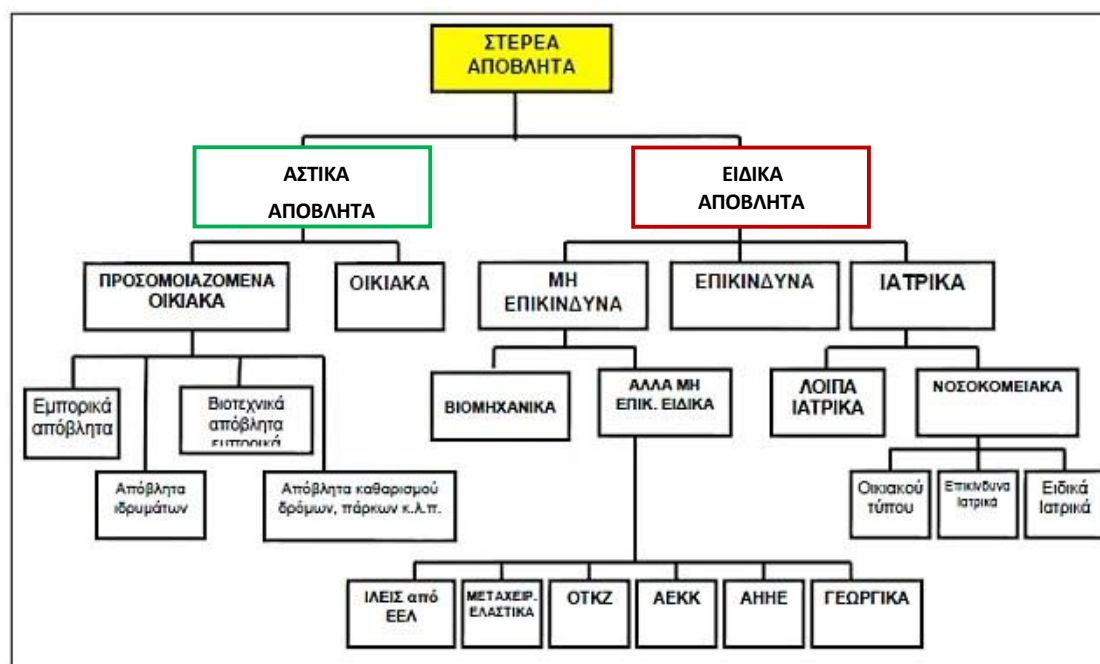 ΣΤΕΡΕΑ
ΑΠΟΒΛΗΤΑ
ΑΣΤΙΚΑ
ΑΠΟΒΛΗΤΑ
ΕΙΔΙΚΑ
ΑΠΟΒΛΗΤΑ
ΠΡΟΣΟΜΟΙΑΖΟΜΕΝΑ
ΟΙΚΙΑΚΑ
ΟΙΚΙΑΚΑ
ΜΗ
ΕΠΙΚΙΝΔΥΝΑ
ΕΠΙΚΙΝΔΥΝΑ
ΙΑΤΡΙΚΑ
Εμπορικά
απόβλητα
Βιοτεχνικά
απόβλητα
εμπορικά
ΒΙΟΜΗΧΑΝΙΚΑ
ΑΛΛΑ ΜΗ
ΕΠΙΚ. ΕΙΔΙΚΑ
ΛΟΙΠΑ
ΙΑΤΡΙΚΑ
ΝΟΣΟΚΟΜΕΙΑΚΑ
Απόβλητα
ιδρυμάτων
Απόβλητα καθαρισμού
δρόμων, πάρκων κ.λ.π.
Οικιακού
τύπου
Επικίνδυνα
Ιατρικά
Ειδικά
Ιατρικά
ΙΛΕΙΣ από
ΕΕΛ
ΜΕΤΑΧΕΙΡ.
ΕΛΑΣΤΙΚΑ
ΟΤΚΖ
ΑΕΚΚ
ΑΗΗΕ
ΓΕΩΡΓΙΚΑ